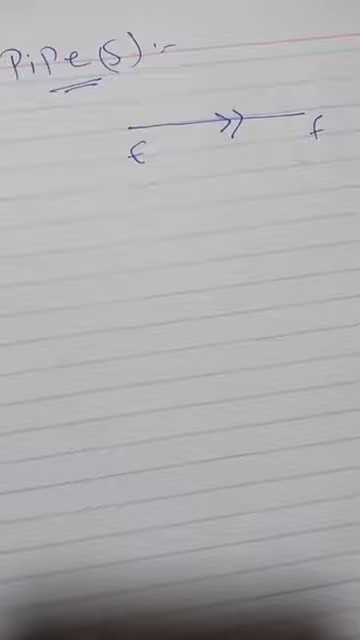 Pipe(s) :-
€ f